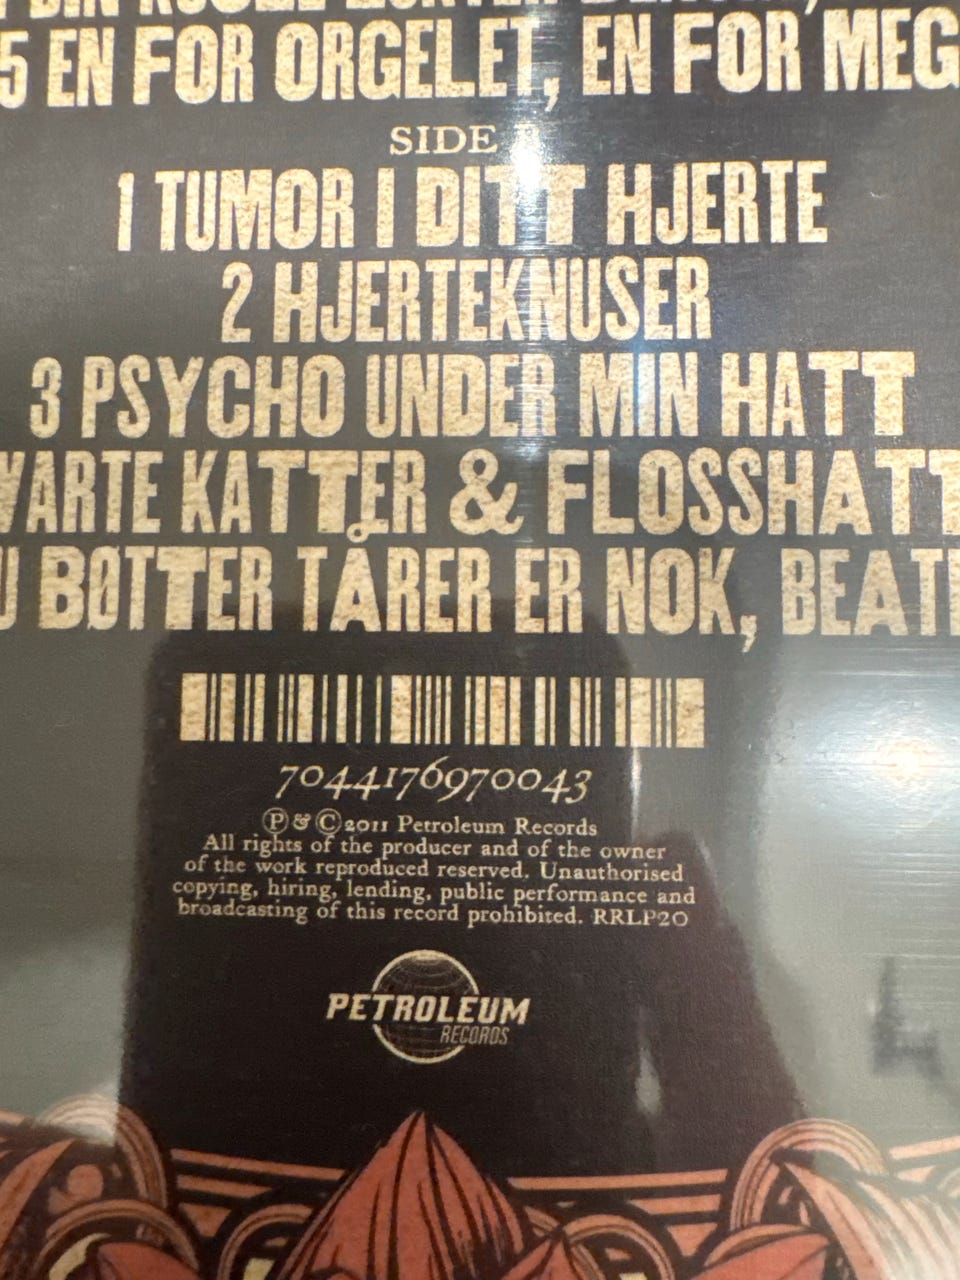 DIN
5 EN FOR ORGELET, EN FOR MEG
SIDE
1 TUMOR I DITT HJERTE
2 HJERTEKNUSER
3 PSYCHO UNDER MIN HATT
VARTE KATTER & FLOSSHATT
U BØTTER TÅRER ER NOK, BEATE
7044176970043
Ⓟ & Ⓒ 2011 Petroleum Records
All rights of the producer and of the owner
of the work reproduced reserved. Unauthorised
copying, hiring, lending, public performance and
broadcasting of this record prohibited. RRLP20
PETROLEUM
RECORDS